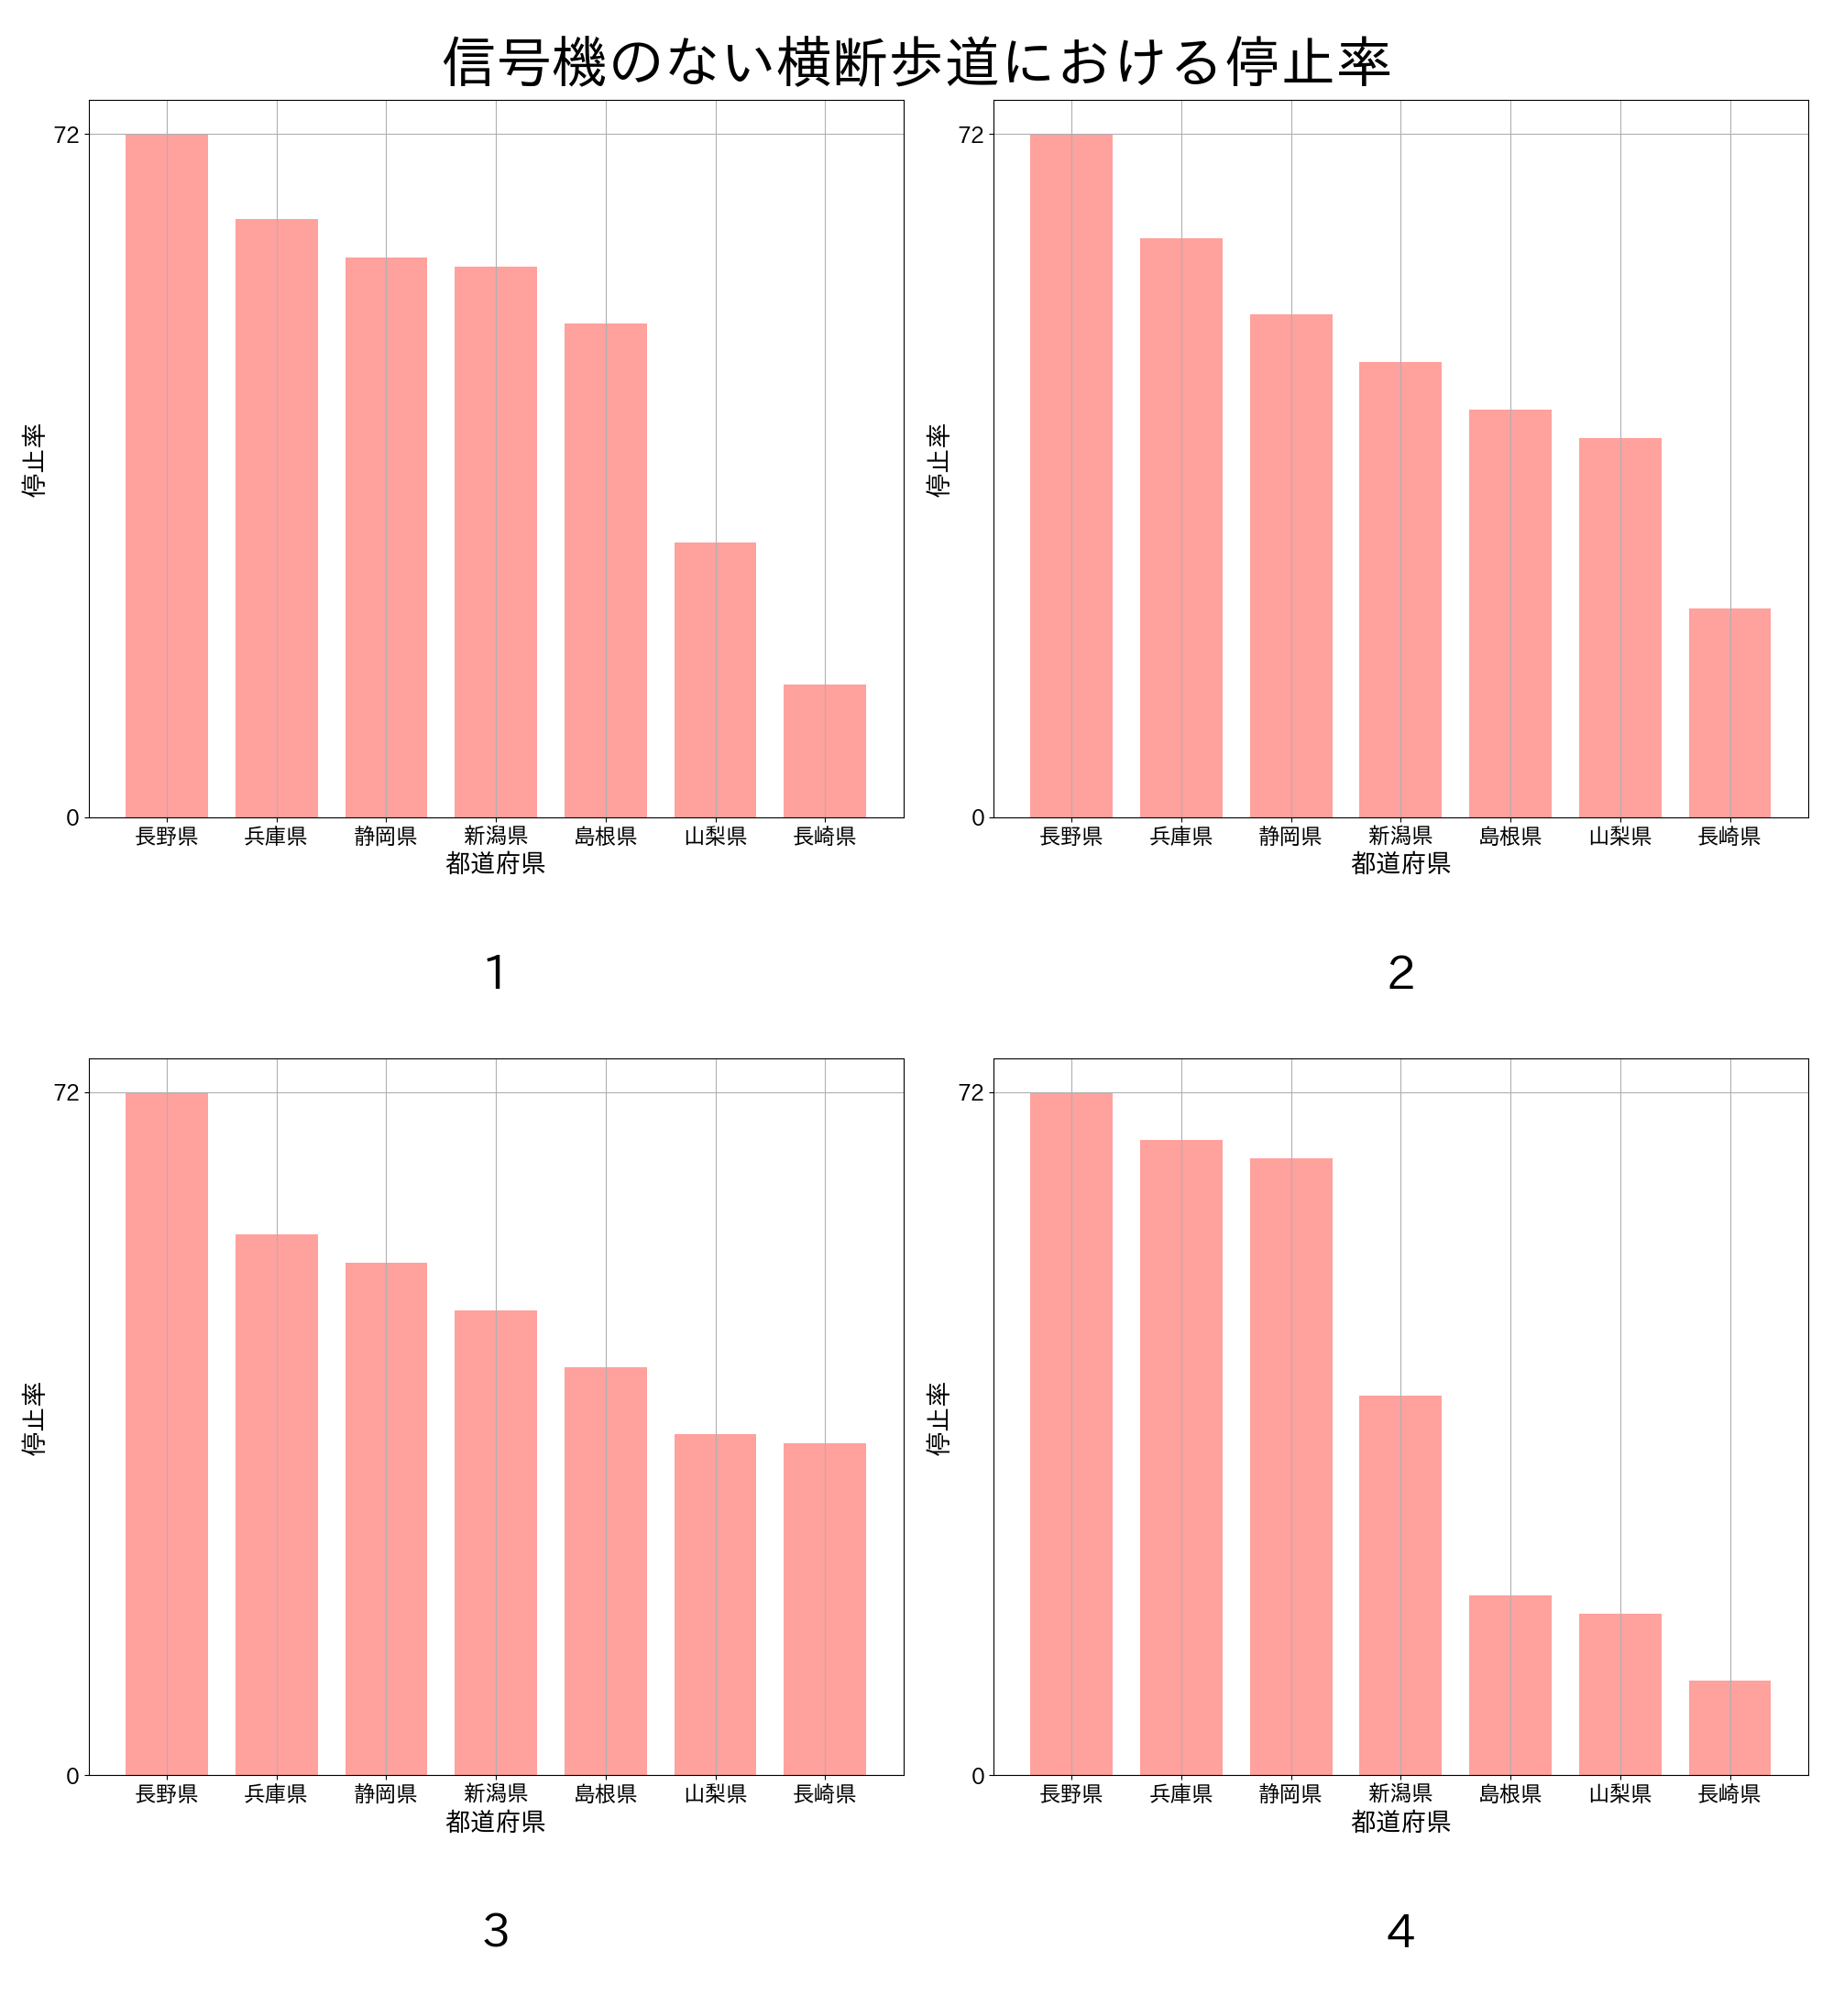 信号機のない横断歩道における停止率
72
0
停止率
長野県 兵庫県 静岡県 新潟県 島根県 山梨県 長崎県
都道府県
1
72
0
停止率
長野県 兵庫県 静岡県 新潟県 島根県 山梨県 長崎県
都道府県
2
72
0
停止率
長野県 兵庫県 静岡県 新潟県 島根県 山梨県 長崎県
都道府県
3
72
0
停止率
長野県 兵庫県 静岡県 新潟県 島根県 山梨県 長崎県
都道府県
4